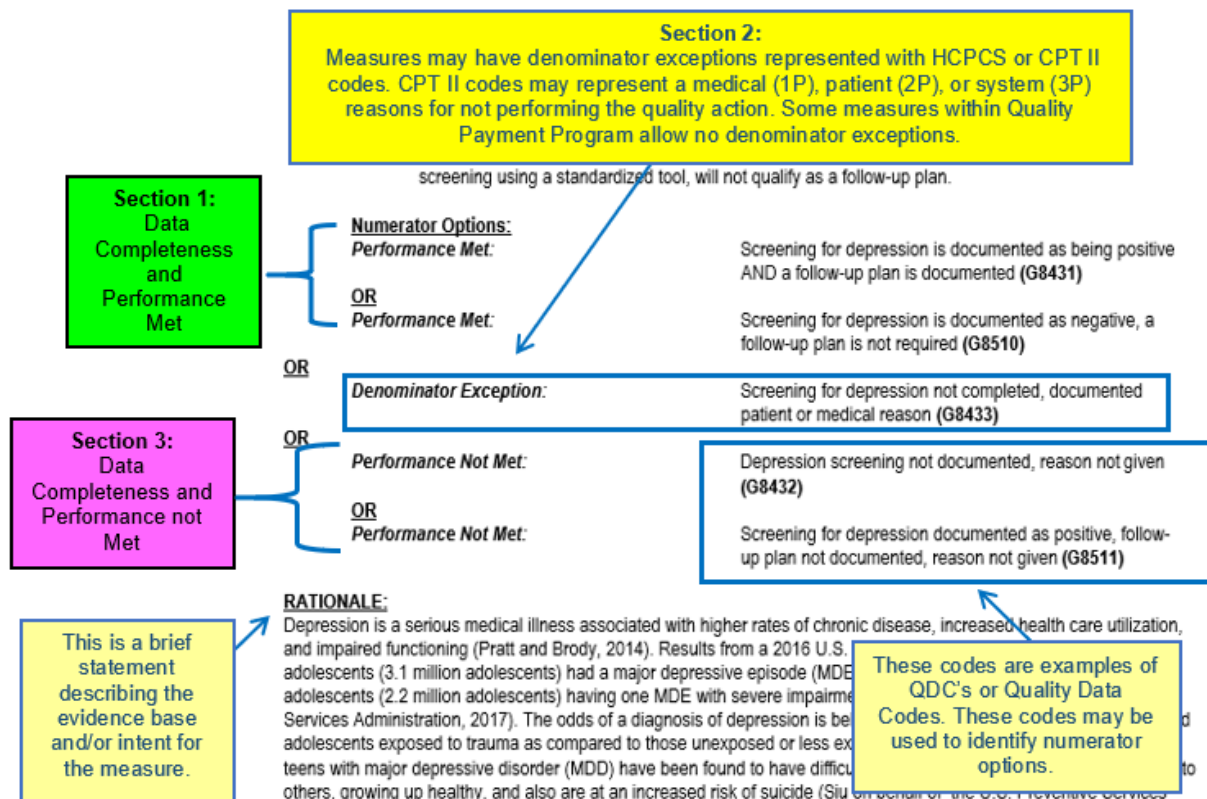 Section 2:
Measures may have denominator exceptions represented with HCPCS or CPT II
codes. CPT II codes may represent a medical (1P), patient (2P), or system (3P)
reasons for not performing the quality action. Some measures within Quality
Payment Program allow no denominator exceptions.
screening using a standardized tool, will not qualify as a follow-up plan.
Section 1:
Data
Completeness
and
Performance
Met
Numerator Options:
Performance Met: Screening for depression is documented as being positive
AND a follow-up plan is documented (G8431)
OR
Performance Met: Screening for depression is documented as negative, a
follow-up plan is not required (G8510)
OR
Denominator Exception: Screening for depression not completed, documented
patient or medical reason (G8433)
OR
Section 3:
Data
Completeness and
Performance not
Met
Performance Not Met: Depression screening not documented, reason not given
(G8432)
OR
Performance Not Met: Screening for depression documented as positive, follow-
up plan not documented, reason not given (G8511)
RATIONALE:
Depression is a serious medical illness associated with higher rates of chronic disease, increased health care utilization,
and impaired functioning (Pratt and Brody, 2014). Results from a 2016 U.S.
adolescents (3.1 million adolescents) had a major depressive episode (MDE
adolescents (2.2 million adolescents) having one MDE with severe
Services Administration, 2017). The odds of a diagnosis of depression is
adolescents exposed to trauma as compared to those unexposed or less
teens with major depressive disorder (MDD) have been found to have to
others, growing up healthy, and also are at an increased risk of suicide (Siu on behalf of the U.S. Preventive Services
This is a brief
statement
describing the
evidence base
and/or intent for
the measure.
These codes are examples of
QDC's or Quality Data
Codes. These codes may be
used to identify numerator
options.